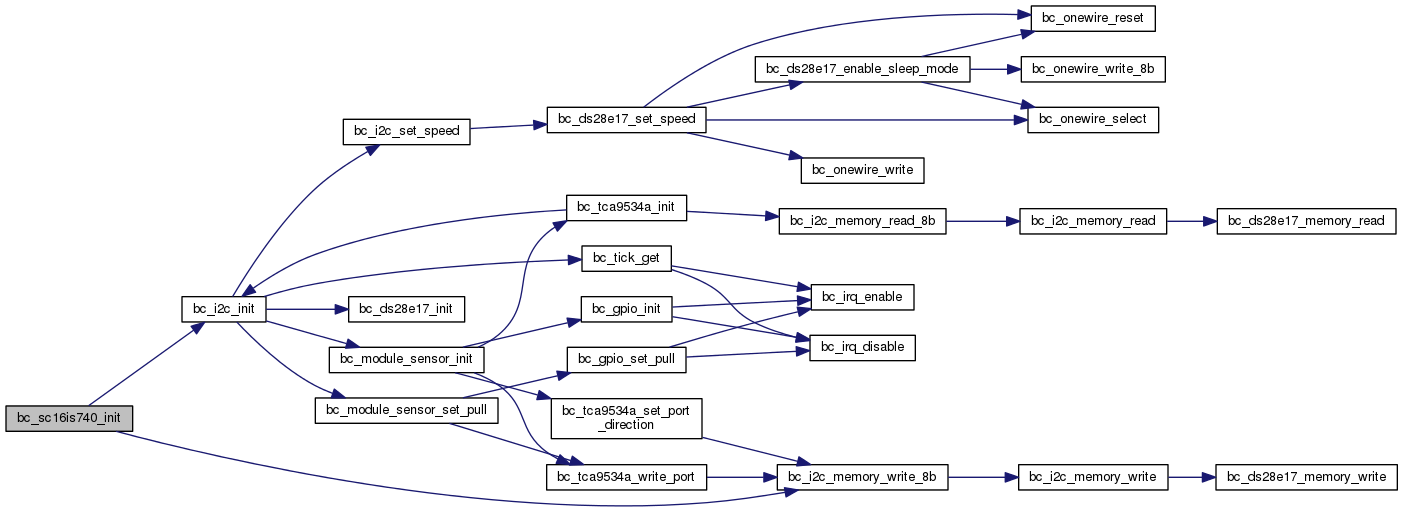 bc_onewire_reset
bc_ds28e17_enable_sleep_mode
bc_onewire_write_8b
bc_i2c_set_speed
bc_ds28e17_set_speed
bc_onewire_select
bc_onewire_write
bc_tca9534a_init
bc_i2c_memory_read_8b
bc_i2c_memory_read
bc_ds28e17_memory_read
bc_tick_get
bc_i2c_init
bc_ds28e17_init
bc_gpio_init
bc_irq_enable
bc_module_sensor_init
bc_gpio_set_pull
bc_irq_disable
bc_sc16is740_init
bc_module_sensor_set_pull
bc_tca9534a_set_port
_direction
bc_tca9534a_write_port
bc_i2c_memory_write_8b
bc_i2c_memory_write
bc_ds28e17_memory_write